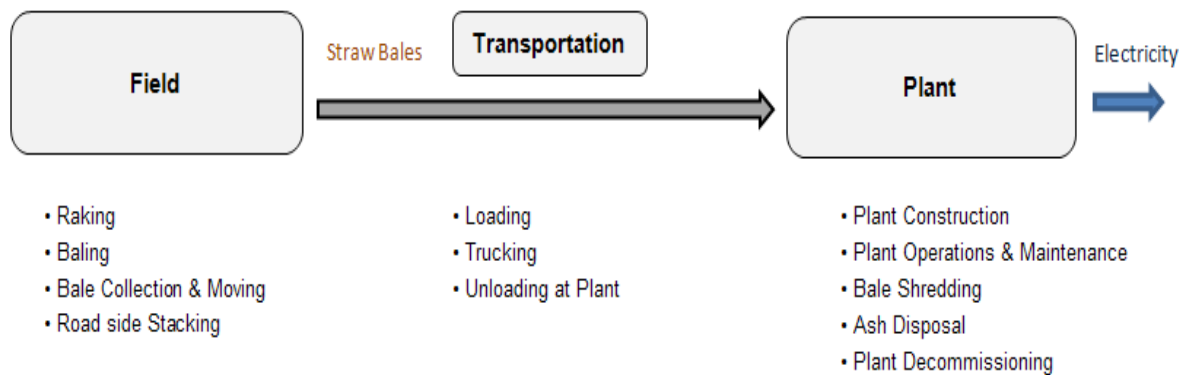 Field
Straw Bales
Transportation
Plant
Electricity
• Raking
• Baling
• Bale Collection & Moving
• Road side Stacking
• Loading
• Trucking
• Unloading at Plant
• Plant Construction
• Plant Operations & Maintenance
• Bale Shredding
• Ash Disposal
• Plant Decommissioning